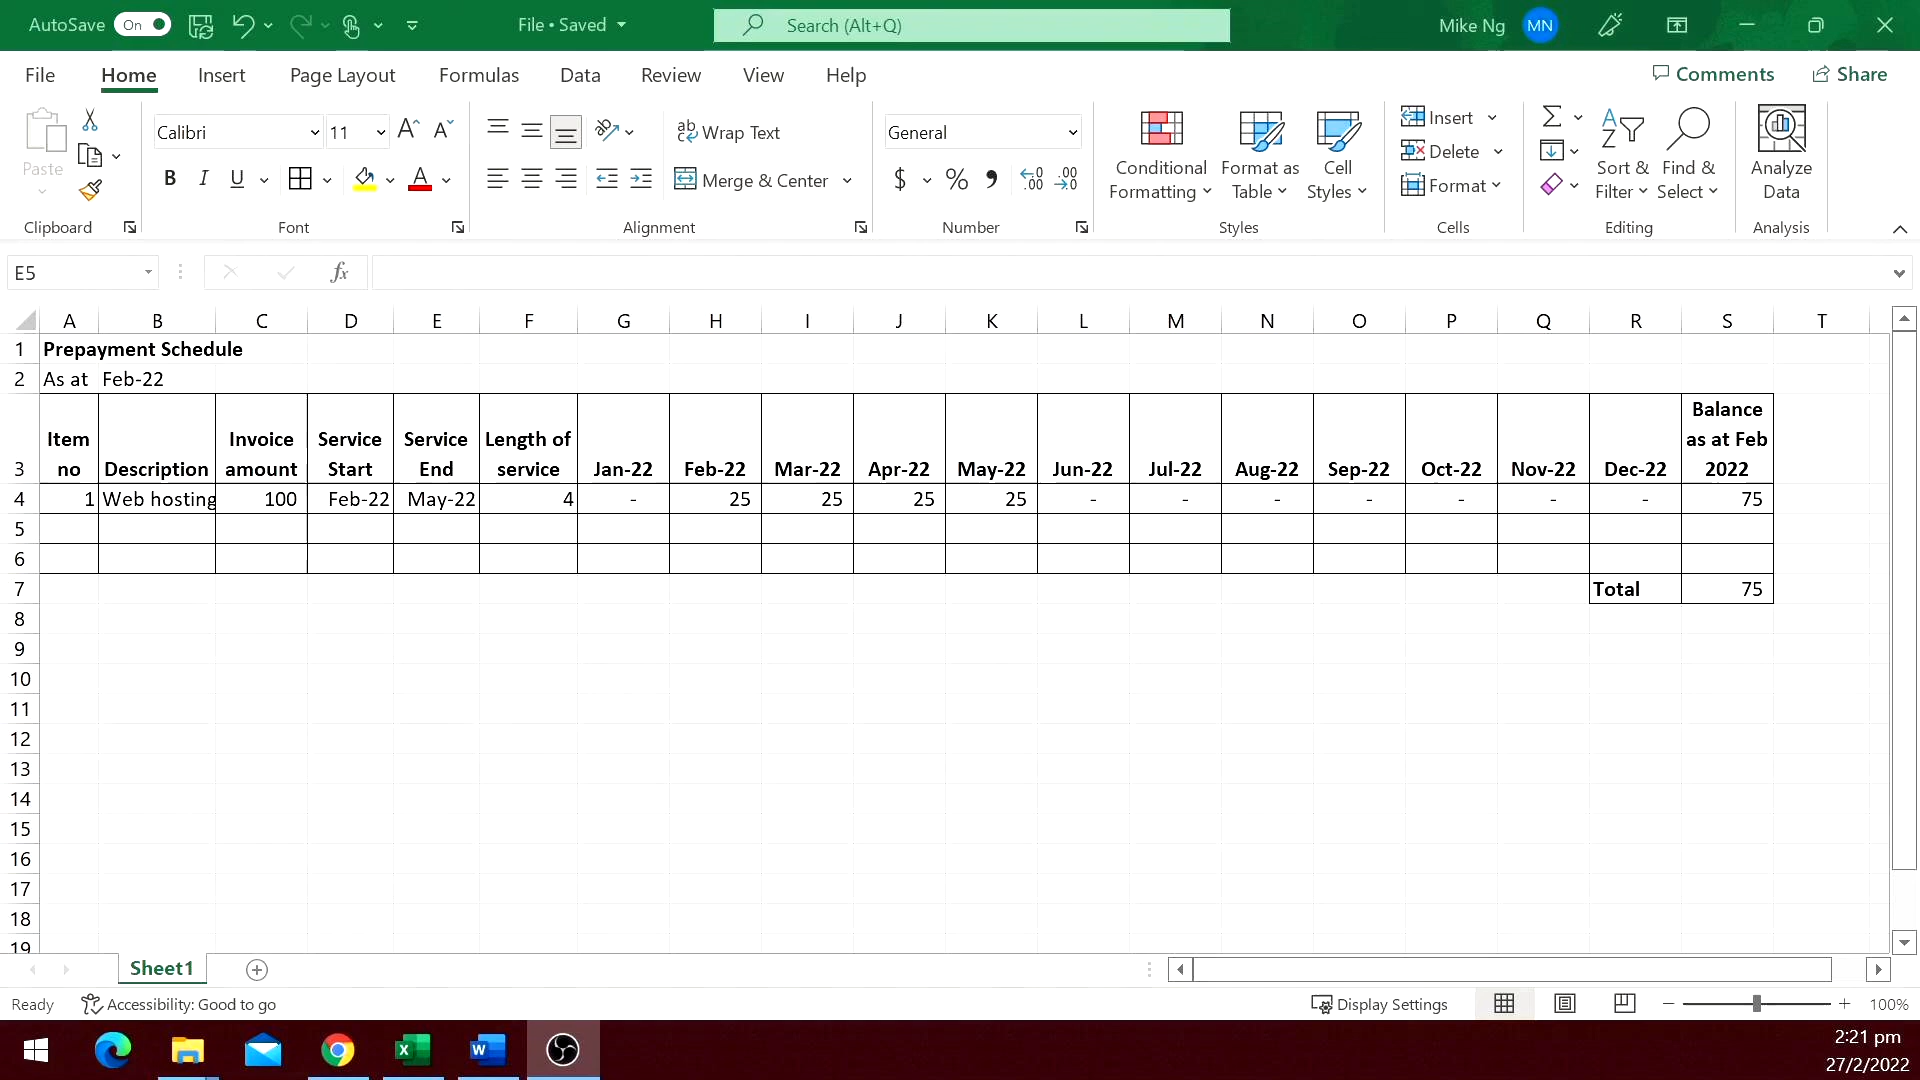 AutoSave On File • Saved Search (Alt+Q) Mike Ng MN
File Home Insert Page Layout Formulas Data Review View Help Comments Share
Paste
Clipboard
Calibri 11
B I U A
Font
ab Wrap Text
Merge & Center
Alignment
General
$ % .00 .00
Number
Conditional Formatting
Format as Table
Cell Styles
Styles
Insert
Delete
Format
Cells
Sort & Filter
Find & Select
Editing
Analyze Data
Analysis
E5 fx
A B C D E F G H I J K L M N O P Q R S T
1 Prepayment Schedule
2 As at Feb-22
3 Item no Description Invoice amount Service Start Service End Length of service Jan-22 Feb-22 Mar-22 Apr-22 May-22 Jun-22 Jul-22 Aug-22 Sep-22 Oct-22 Nov-22 Dec-22 Balance as at Feb 2022
4 1 Web hosting 100 Feb-22 May-22 4 - 25 25 25 25 - - - - - - - 75
5
6
7 Total 75
8
9
10
11
12
13
14
15
16
17
18
19
Sheet1
Ready Accessibility: Good to go Display Settings 100%
2:21 pm
27/2/2022